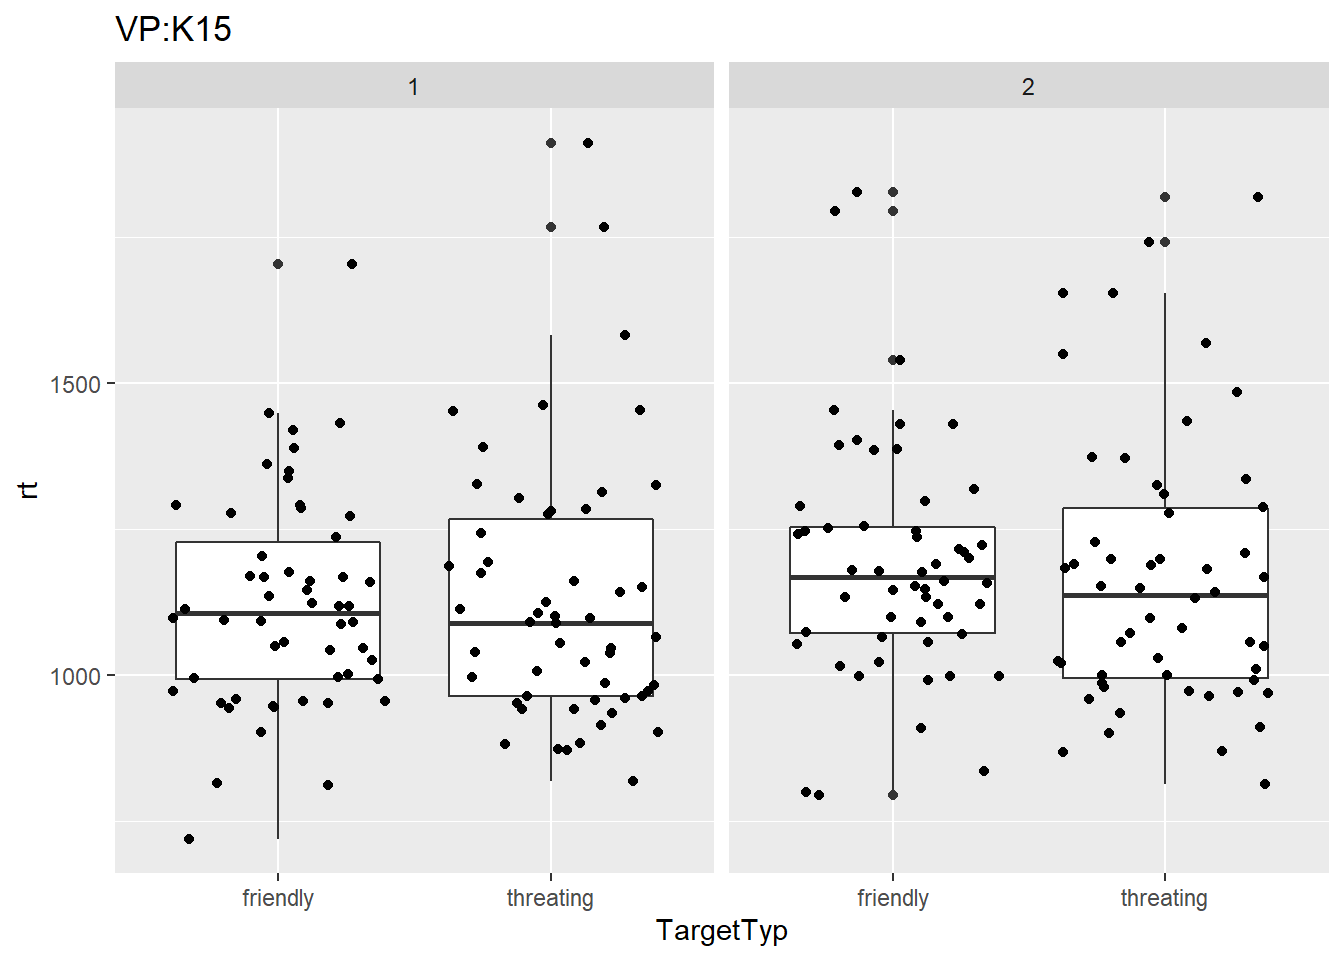 VP:K15
1
2
rt
1500
1000
friendly
threating
friendly
threating
TargetTyp